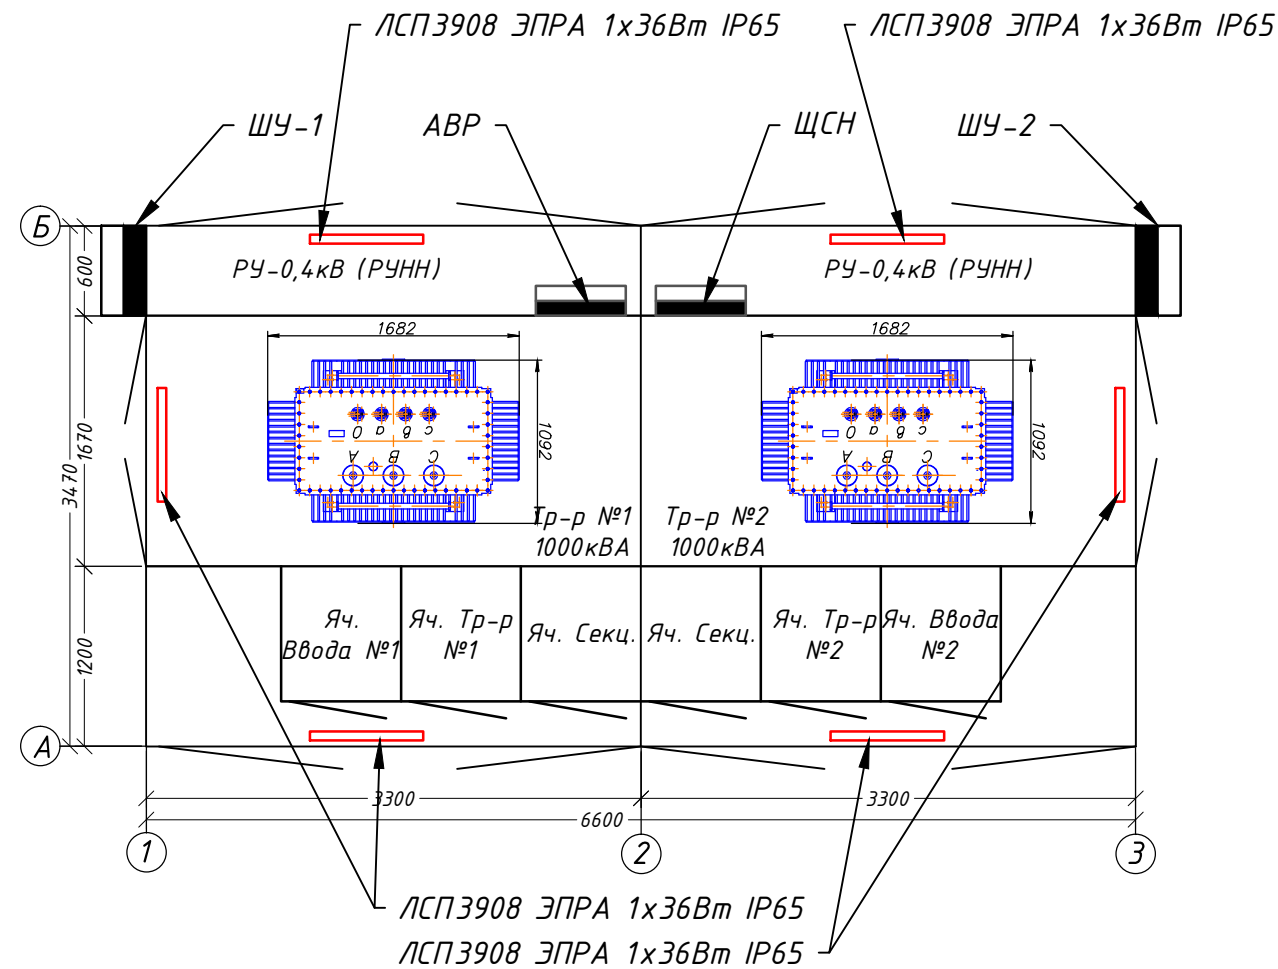 ЛСП3908 ЭПРА 1х36Вт IP65
ЛСП3908 ЭПРА 1х36Вт IP65
ШУ-1
АВР
ЩСН
ШУ-2
Б
600
РУ-0,4кВ (РУНН)
РУ-0,4кВ (РУНН)
1682
1682
О а в с
О а в с
А В С
А В С
1092
1092
1670
3470
Тр-р №1
1000кВА
Тр-р №2
1000кВА
1200
Яч.
Ввода №1
Яч. Тр-р
№1
Яч. Секц.
Яч. Секц.
Яч. Тр-р
№2
Яч. Ввода
№2
А
3300
3300
6600
1
2
3
ЛСП3908 ЭПРА 1х36Вт IP65
ЛСП3908 ЭПРА 1х36Вт IP65